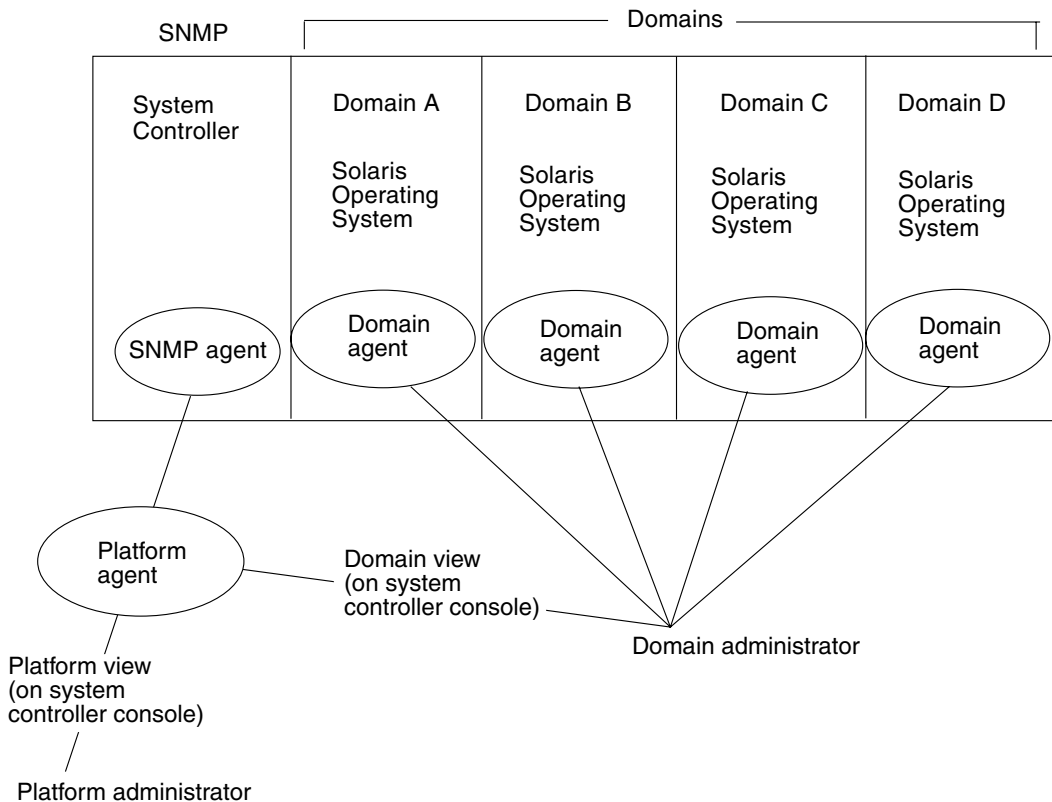 SNMP
Domains
System
Controller
Domain A
Domain B
Domain C
Domain D
Solaris
Operating
System
Solaris
Operating
System
Solaris
Operating
System
Solaris
Operating
System
SNMP agent
Domain
agent
Domain
agent
Domain
agent
Domain
agent
Platform
agent
Domain view
(on system
controller console)
Domain administrator
Platform view
(on system
controller console)
Platform administrator